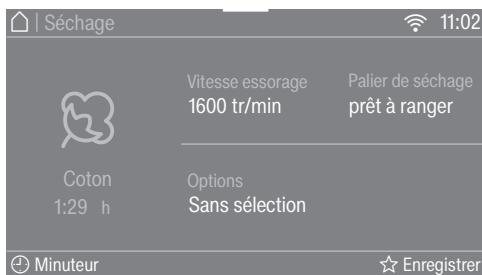 | Séchage
11:02
Vitesse essorage
1600 tr/min
Palier de séchage
prêt à ranger
Coton
1:29 h
Options
Sans sélection
Minuteur
Enregistrer